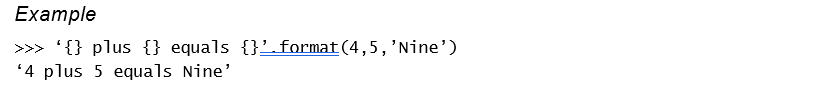 Example
>>> ‘{} plus {} equals {}’.format(4,5,’Nine’)
‘4 plus 5 equals Nine’